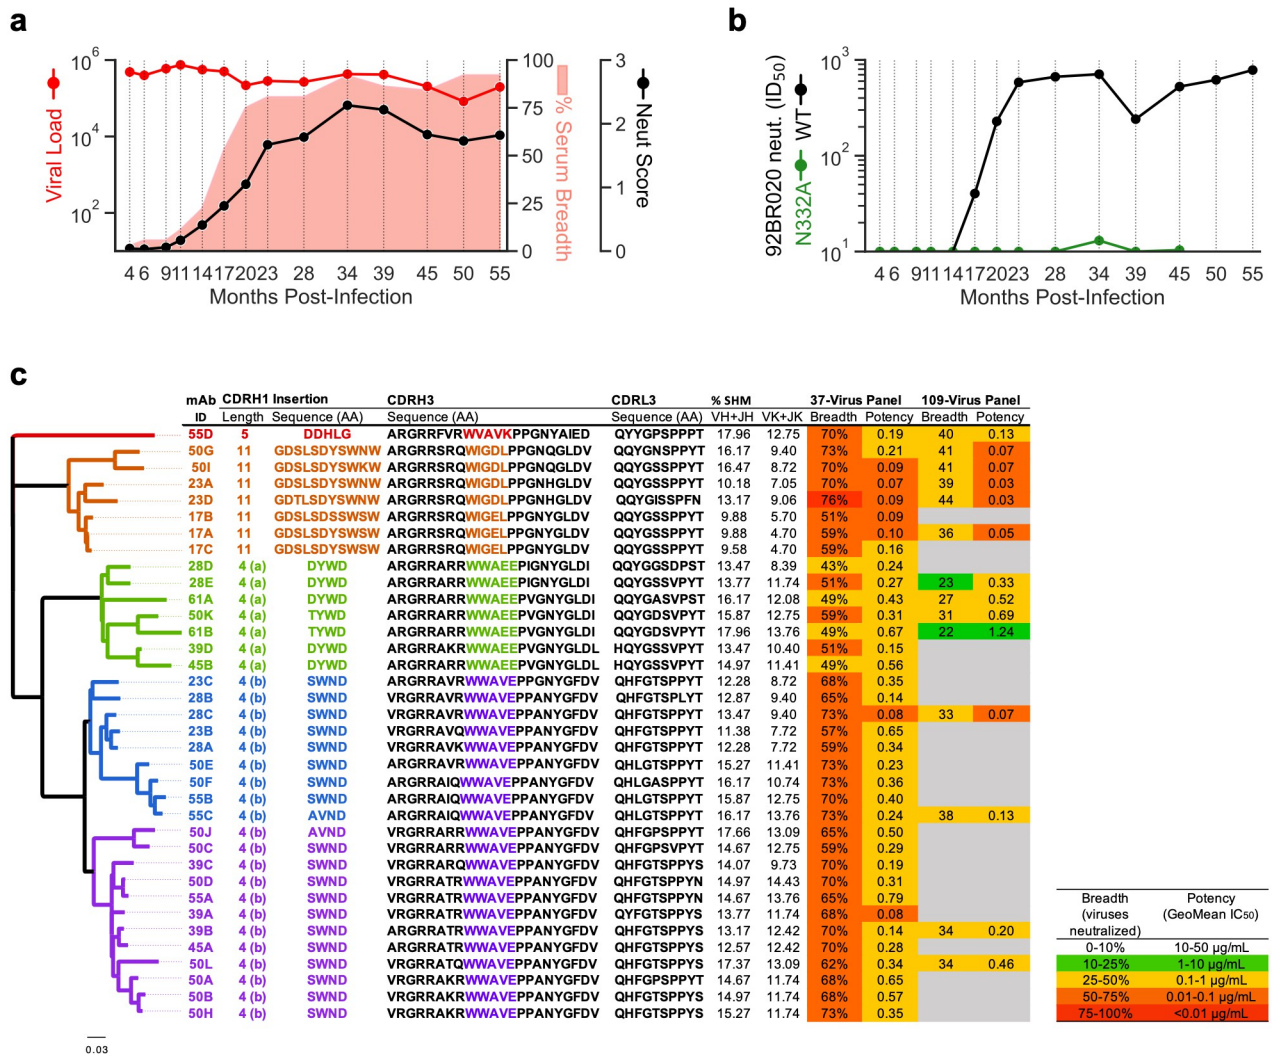 a
b
10^6
10^4
10^2
Viral Load
100
75
50
25
0
% Serum Breadth
3
2
1
0
Neut Score
4 6 9 11 14 17 20 23 28 34 39 45 50 55
Months Post-Infection
92BR020 neut. (ID50)
N332A WT
10^3
10^2
10^1
4 6 9 11 14 17 20 23 28 34 39 45 50 55
Months Post-Infection
c
mAb CDRH1 Insertion CDRH3 CDRL3 % SHM 37-Virus Panel 109-Virus Panel
ID Length Sequence (AA) Sequence (AA) Sequence (AA) VH+JH VK+JK Breadth Potency Breadth Potency
55D 5 DDHLG ARGRRFVRWVAVKPPGNYAIED QYYGPSPPPT 17.96 12.75 70% 0.19 40 0.13
50G 11 GDSLSDYSWNW ARGRRSRQWIGDLPPGNQGLDV QQYGNSPPYT 16.17 9.40 73% 0.21 41 0.07
50I 11 GDSLSDYSWKW ARGRRSRQWIGDLPPGNQGLDV QQYGSSPPYT 16.47 8.72 70% 0.09 41 0.07
23A 11 GDSLSDYSWNW ARGRRSRQWIGDLPPGNHGLDV QQYGSSPPYT 10.18 7.05 70% 0.07 39 0.03
23D 11 GDTLSDYSWNW ARGRRSRQWIGDLPPGNHGLDV QQYGISSPFN 13.17 9.06 76% 0.09 44 0.03
17B 11 GDSLSDSSWSW ARGRRSRQWIGELPPGNYGLDV QQYGSSPPYT 9.88 5.70 51% 0.09
17A 11 GDSLSDYSWSW ARGRRSRQWIGELPPGNYGLDV QQYGSSPPYT 9.88 4.70 59% 0.10 36 0.05
17C 11 GDSLSDYSWSW ARGRRSRQWIGELPPGNYGLDV QQYGSSPPYT 9.58 4.70 59% 0.16
28D 4 (a) DYWD ARGRRARRWWAEEPIGNYGLDI QQYGGSDPST 13.47 8.39 43% 0.24
28E 4 (a) DYWD ARGRRARRWWAEEPIGNYGLDI QQYGSSVPYT 13.77 11.74 51% 0.27 23 0.33
61A 4 (a) DYWD ARGRRARRWWAEEPVGNYGLDI QQYGASVPST 16.17 12.08 49% 0.43 27 0.52
50K 4 (a) TYWD ARGRRARRWWAEEPVGNYGLDI QQYGDSVPYT 15.87 12.75 59% 0.31 31 0.69
61B 4 (a) TYWD ARGRRARRWWAEEPVGNYGLDI QQYGDSVPYT 17.96 13.76 49% 0.67 22 1.24
39D 4 (a) DYWD ARGRRAKRWWAEEPVGNYGLDL HQYGSSVPYT 13.47 10.40 51% 0.15
45B 4 (a) DYWD ARGRRAKRWWAEEPVGNYGLDL HQYGSSVPYT 14.97 11.41 49% 0.56
23C 4 (b) SWND ARGRRAVRWWAVEPPGNYGFDV QHFGTSPPYT 12.28 8.72 68% 0.35
28B 4 (b) SWND VRGRRAVRWWAVEPPANYGFDV QHFGTSPLYT 12.87 9.40 65% 0.14
28C 4 (b) SWND VRGRRAVRWWAVEPPANYGFDV QHFGTSPPYT 13.47 9.40 73% 0.08 33 0.07
23B 4 (b) SWND VRGRRAVQWWAVEPPANYGFDV QHFGTSPPYT 11.38 7.72 57% 0.65
28A 4 (b) SWND VRGRRAVKWWAVEPPANYGFDV QHFGTSPPYT 12.28 7.72 59% 0.34
50E 4 (b) SWND ARGRRAVRWWAVEPPANYGFDV QHLGTSPPYT 15.27 11.41 73% 0.23
50F 4 (b) SWND ARGRRAIQWWAVEPPANYGFDV QHLGASPPYT 16.17 10.74 73% 0.36
55B 4 (b) SWND ARGRRAIQWWAVEPPANYGFDV QHLGTSPPYT 15.87 12.75 70% 0.40
55C 4 (b) AVND ARGRRAIQWWAVEPPANYGFDV QHLGTSPPYT 16.17 13.76 73% 0.24 38 0.13
50J 4 (b) AVND VRGRRARRWWAVEPPANYGFDV QHFGPSPPYT 17.66 13.09 65% 0.50
50C 4 (b) SWND VRGRRARRWWAVEPPANYGFDV QHFGPSVPYT 14.67 12.75 59% 0.29
39C 4 (b) SWND VRGRRARQWWAVEPPANYGFDV QHFGTSPPYS 14.07 9.73 70% 0.19
50D 4 (b) SWND VRGRRATRWWAVEPPANYGFDV QHFGTSPPYN 14.97 14.43 70% 0.31
55A 4 (b) SWND VRGRRATRWWAVEPPANYGFDV QHFGTSPPYN 14.67 13.76 65% 0.79
39A 4 (b) SWND VRGRRATRWWAVEPPANYGFDV QYFGTSPPYS 13.77 11.74 68% 0.08
39B 4 (b) SWND VRGRRATRWWAVEPPANYGFDV QHFGTSPPYS 13.17 12.42 70% 0.14 34 0.20
45A 4 (b) SWND VRGRRATRWWAVEPPANYGFDV QHFGTSPPYS 12.57 12.42 70% 0.28
50L 4 (b) SWND VRGRRATQWWAVEPPANYGFDV QHFGTSPPYS 17.37 13.09 62% 0.34 34 0.46
50A 4 (b) SWND VRGRRAKRWWAVEPPANYGFDV QHFGPSPPYT 14.67 11.74 68% 0.65
50B 4 (b) SWND VRGRRAKRWWAVEPPANYGFDV QHFGTSPPYS 14.97 11.74 68% 0.57
50H 4 (b) SWND VRGRRAKRWWAVEPPANYGFDV QHFGTSPPYS 15.27 11.74 73% 0.35
0.03
Breadth Potency
(viruses (GeoMean IC50)
neutralized)
0-10% 10-50 µg/mL
10-25% 1-10 µg/mL
25-50% 0.1-1 µg/mL
50-75% 0.01-0.1 µg/mL
75-100% <0.01 µg/mL